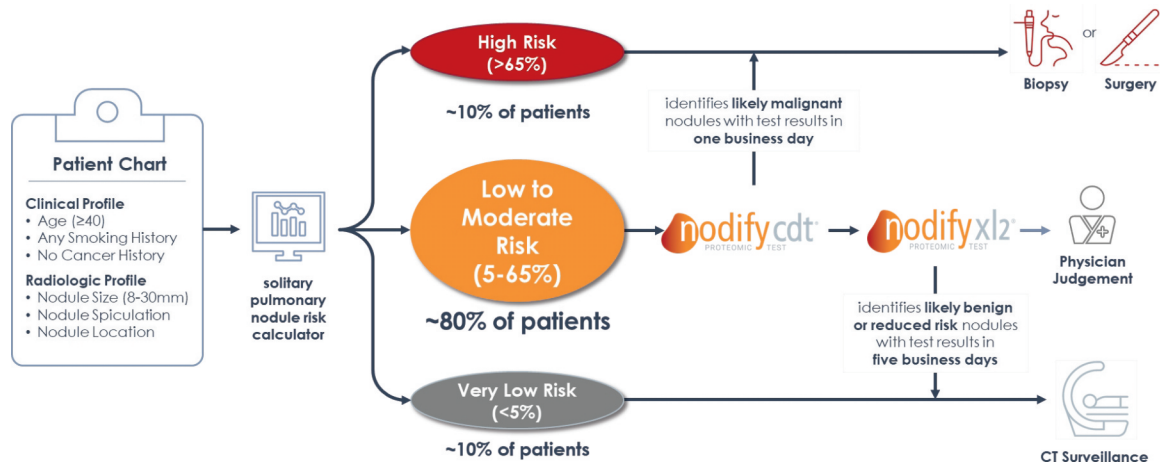 Patient Chart
Clinical Profile
• Age (≥40)
• Any Smoking History
• No Cancer History
Radiologic Profile
• Nodule Size (8-30mm)
• Nodule Spiculation
• Nodule Location
solitary
pulmonary
nodule risk
calculator
High Risk
(>65%)
~10% of patients
Low to
Moderate
Risk
(5-65%)
~80% of patients
Very Low Risk
(<5%)
~10% of patients
identifies likely malignant
nodules with test results in
one business day
nodify cdt®
PROTEOMIC TEST
nodify xl2®
PROTEOMIC TEST
identifies likely benign
or reduced risk nodules
with test results in
five business days
or
Biopsy
Surgery
Physician
Judgement
CT Surveillance